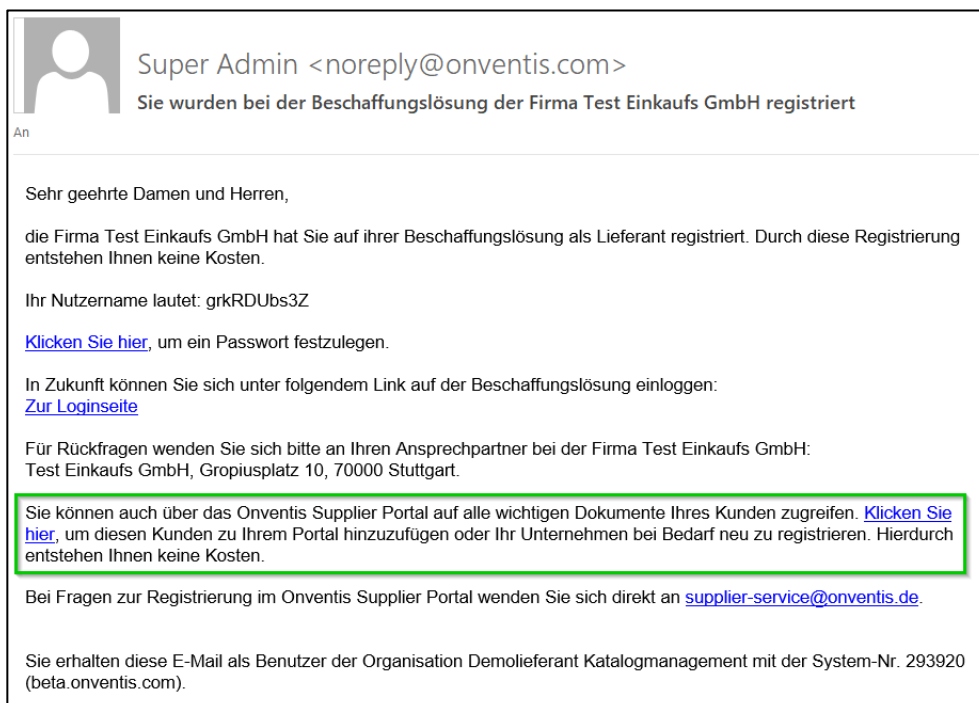 Super Admin <noreply@onventis.com>
Sie wurden bei der Beschaffungslösung der Firma Test Einkaufs GmbH registriert
An
Sehr geehrte Damen und Herren,
die Firma Test Einkaufs GmbH hat Sie auf ihrer Beschaffungslösung als Lieferant registriert. Durch diese Registrierung
entstehen Ihnen keine Kosten.
Ihr Nutzername lautet: grkRDUbs3Z
Klicken Sie hier, um ein Passwort festzulegen.
In Zukunft können Sie sich unter folgendem Link auf der Beschaffungslösung einloggen:
Zur Loginseite
Für Rückfragen wenden Sie sich bitte an Ihren Ansprechpartner bei der Firma Test Einkaufs GmbH:
Test Einkaufs GmbH, Gropiusplatz 10, 70000 Stuttgart.
Sie können auch über das Onventis Supplier Portal auf alle wichtigen Dokumente Ihres Kunden zugreifen. Klicken Sie
hier, um diesen Kunden zu Ihrem Portal hinzuzufügen oder Ihr Unternehmen bei Bedarf neu zu registrieren. Hierdurch
entstehen Ihnen keine Kosten.
Bei Fragen zur Registrierung im Onventis Supplier Portal wenden Sie sich direkt an supplier-service@onventis.de.
Sie erhalten diese E-Mail als Benutzer der Organisation Demolieferant Katalogmanagement mit der System-Nr. 293920
(beta.onventis.com).